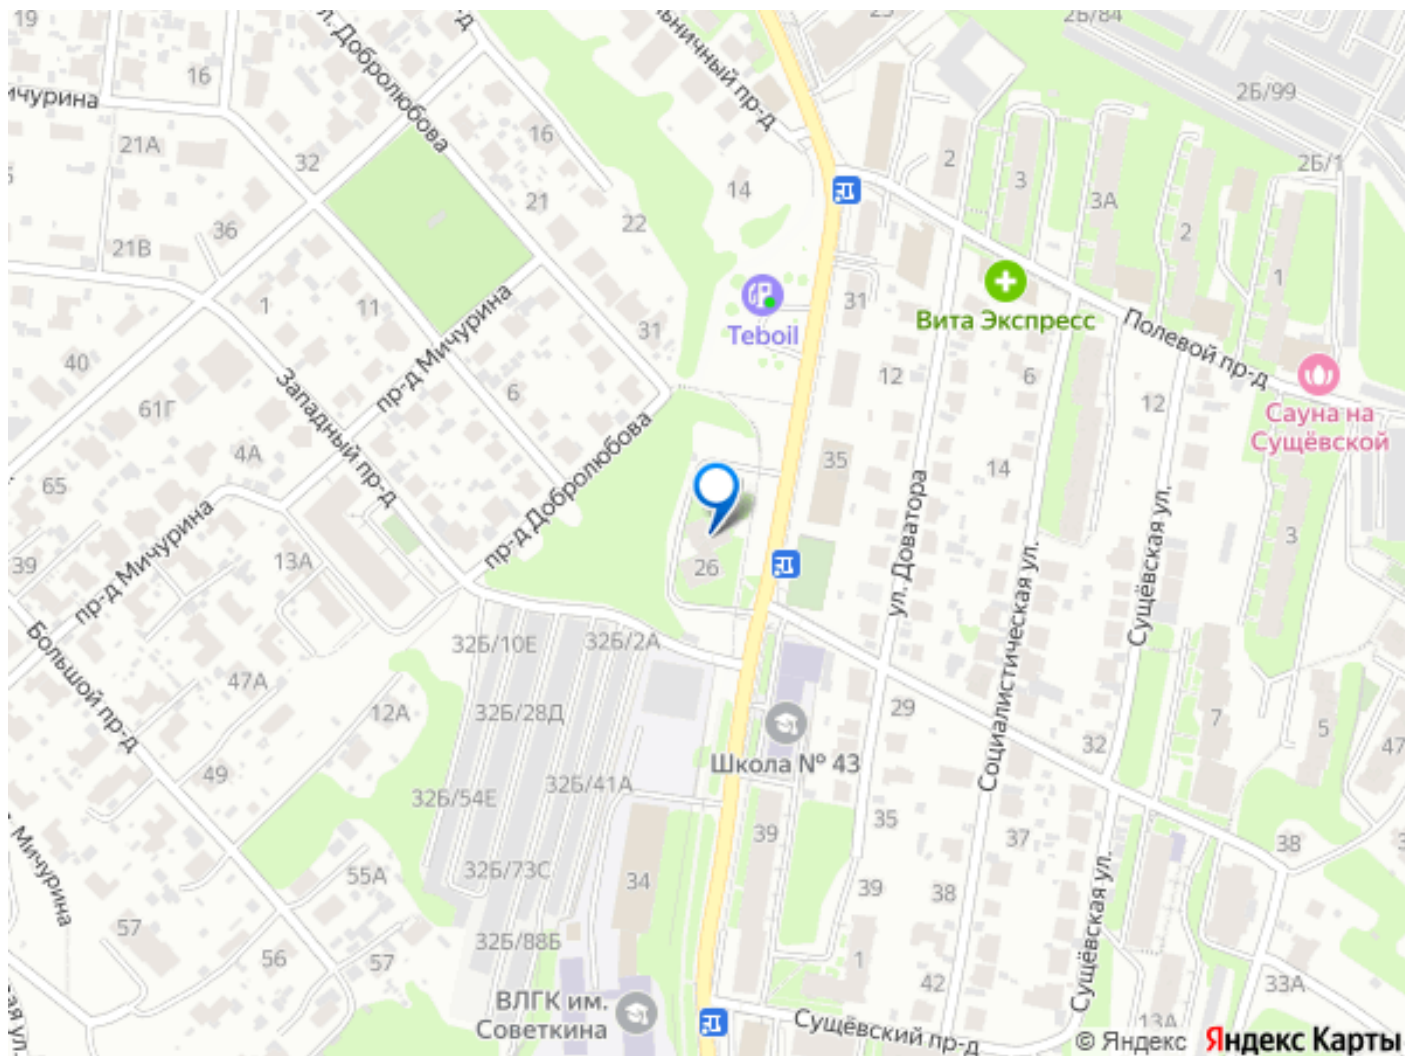 19
ул. Добролюбова
25
2Б/84
16
2Б/99
21А
32
16
2
3
3А
2Б/1
14
21
22
2
36
21В
1
11
31
31
Teboil
Вита Экспресс
1
Полевой пр-д
пр-д Мичурина
40
Западный пр-д
6
12
6
12
Сауна на
Сущёвской
61Г
4А
35
14
65
ул. Доватора
пр-д Добролюбова
Сущёвская ул.
3
пр-д Мичурина
13А
39
26
Социалистическая ул.
Большой пр-д
32Б/10Е
32Б/2А
47А
12А
32Б/28Д
29
7
5
Школа № 43
32
47
49
32Б/54Е
32Б/41А
39
35
37
38
Мичурина
55А
32Б/73С
34
39
38
Сущёвская ул.
57
56
57
32Б/88Б
1
42
33А
ВЛГК им.
Советкина
Сущёвский пр-д
13А
© Яндекс
Яндекс Карты